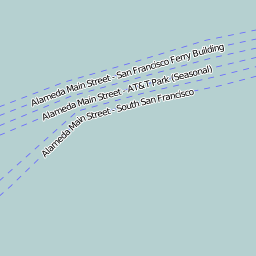 Alameda Main Street - San Francisco Ferry Building
Alameda Main Street - AT&T Park (Seasonal)
Alameda Main Street - South San Francisco